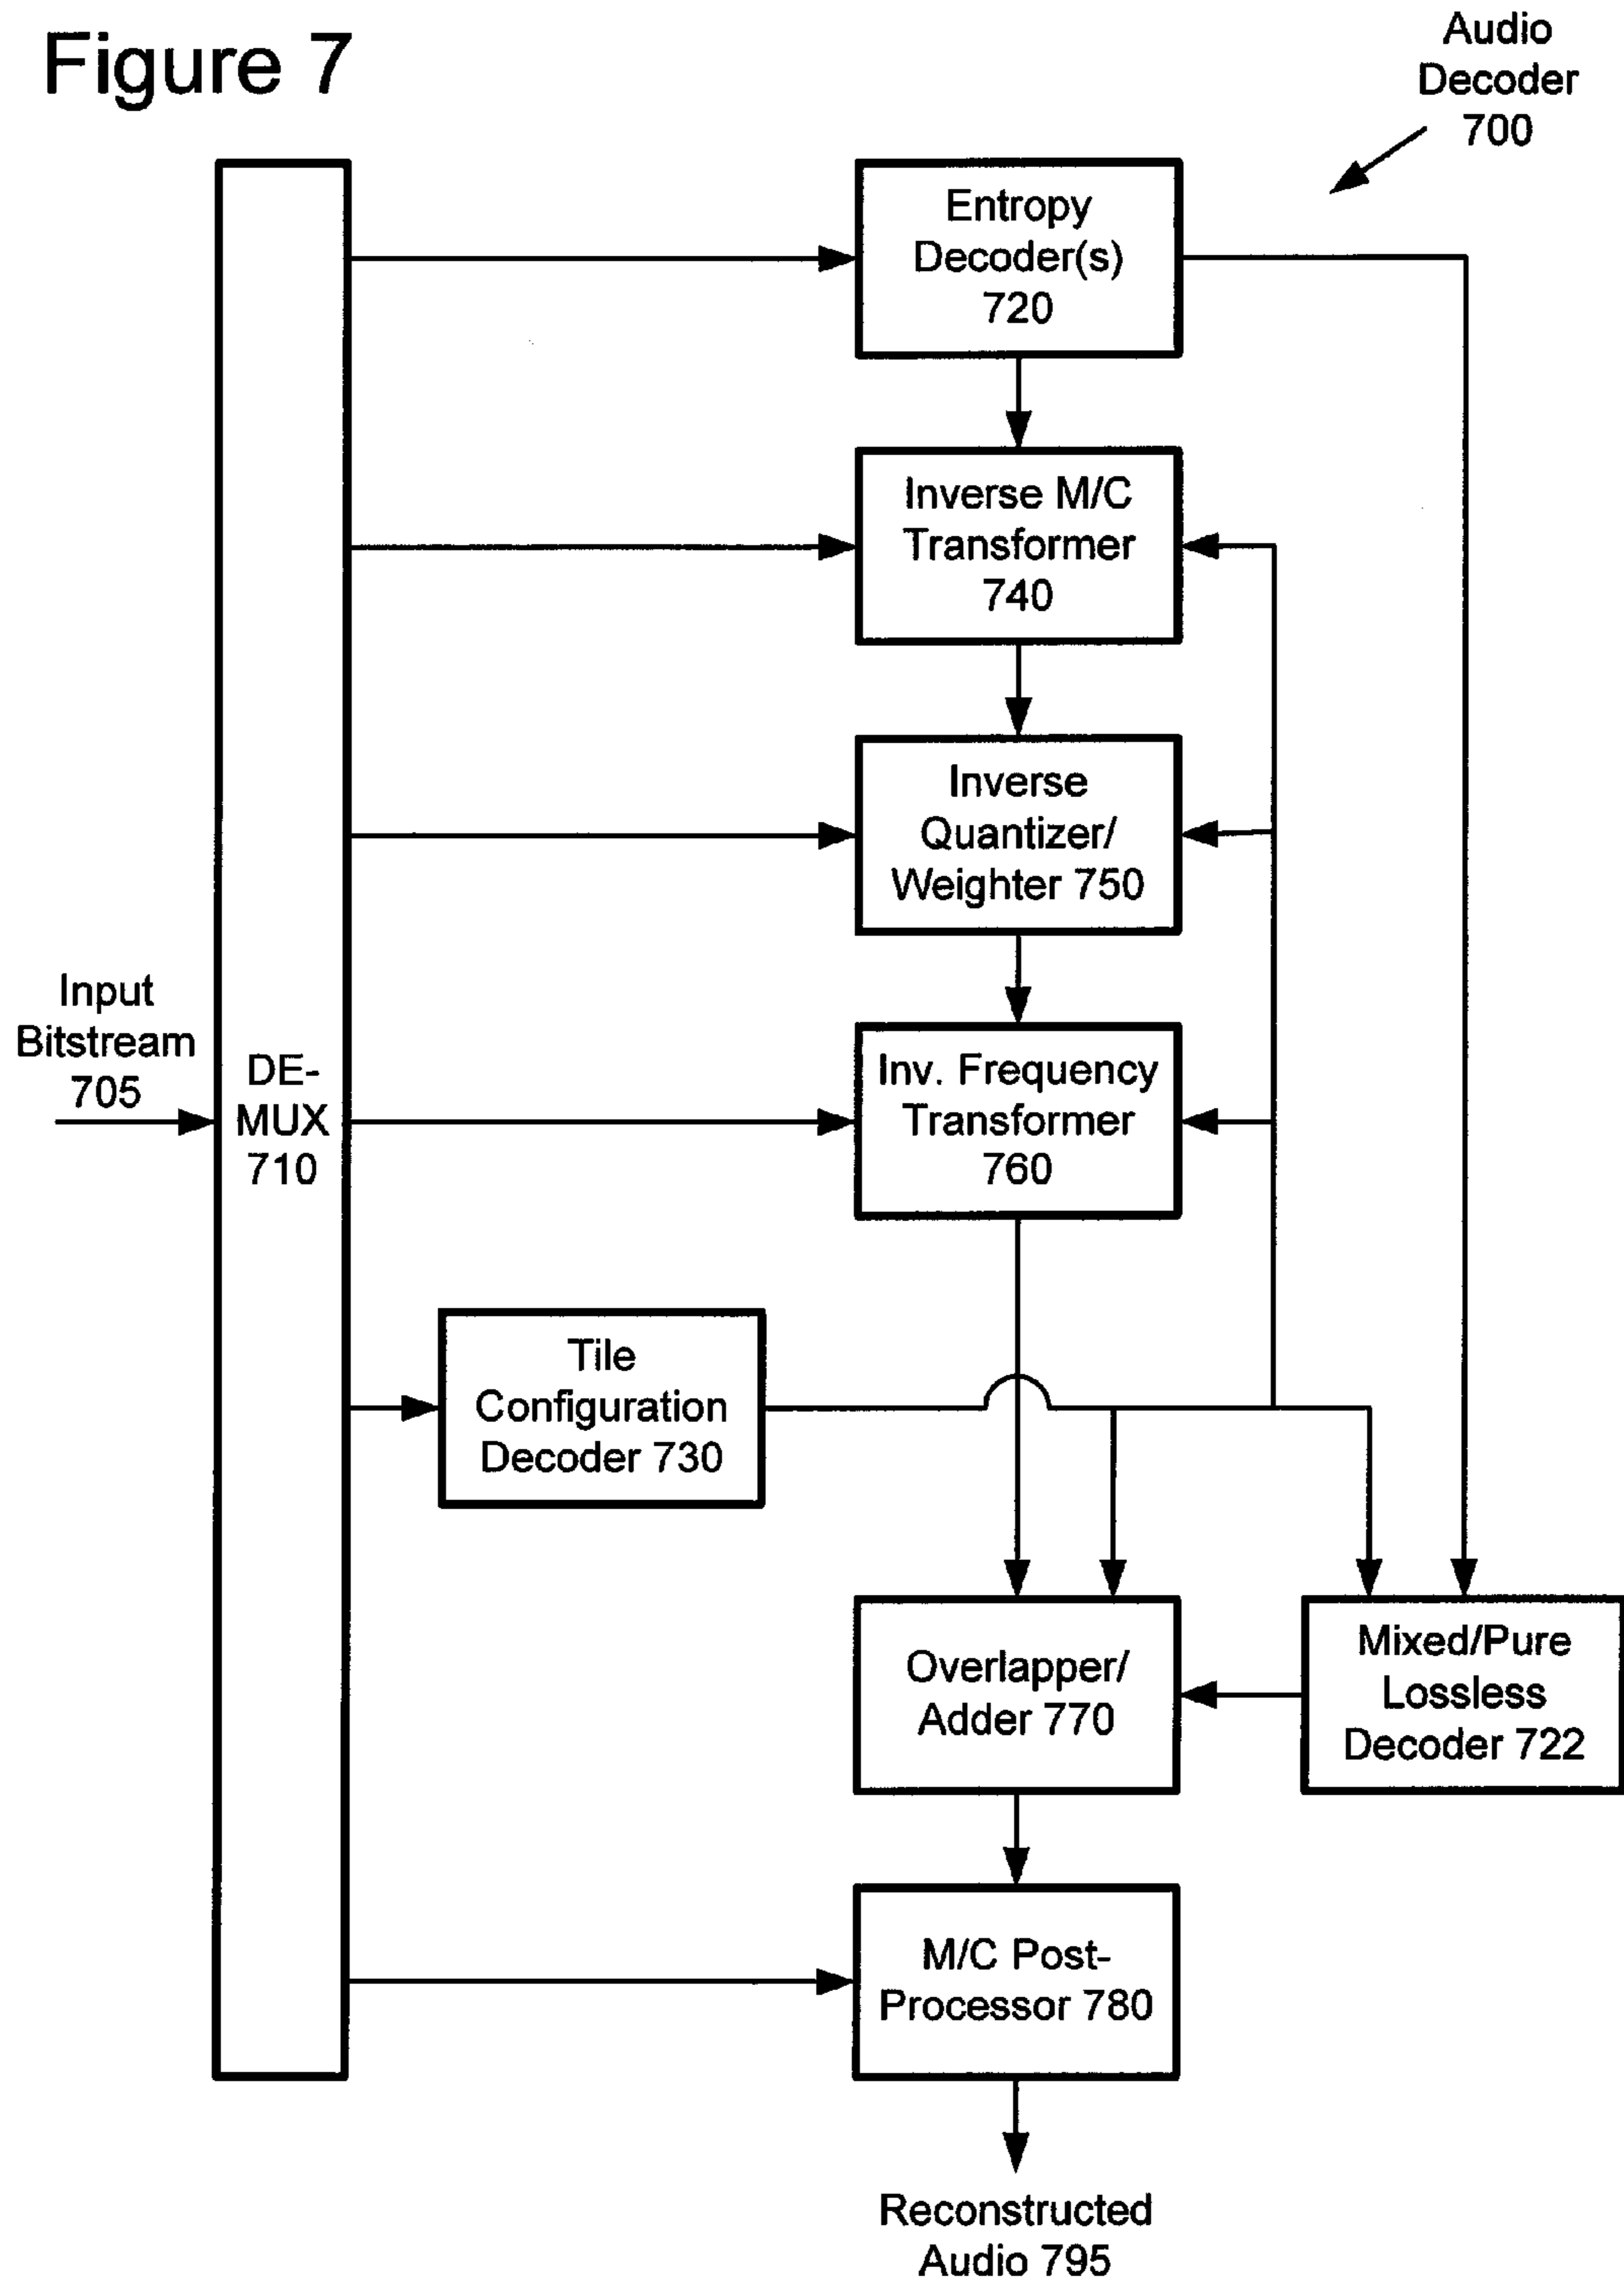 Figure 7
Audio
Decoder
700
Entropy
Decoder(s)
720
Inverse M/C
Transformer
740
Inverse
Quantizer/
Weighter 750
Input
Bitstream
705
DE-
MUX
710
Inv. Frequency
Transformer
760
Tile
Configuration
Decoder 730
Overlapper/
Adder 770
Mixed/Pure
Lossless
Decoder 722
M/C Post-
Processor 780
Reconstructed
Audio 795